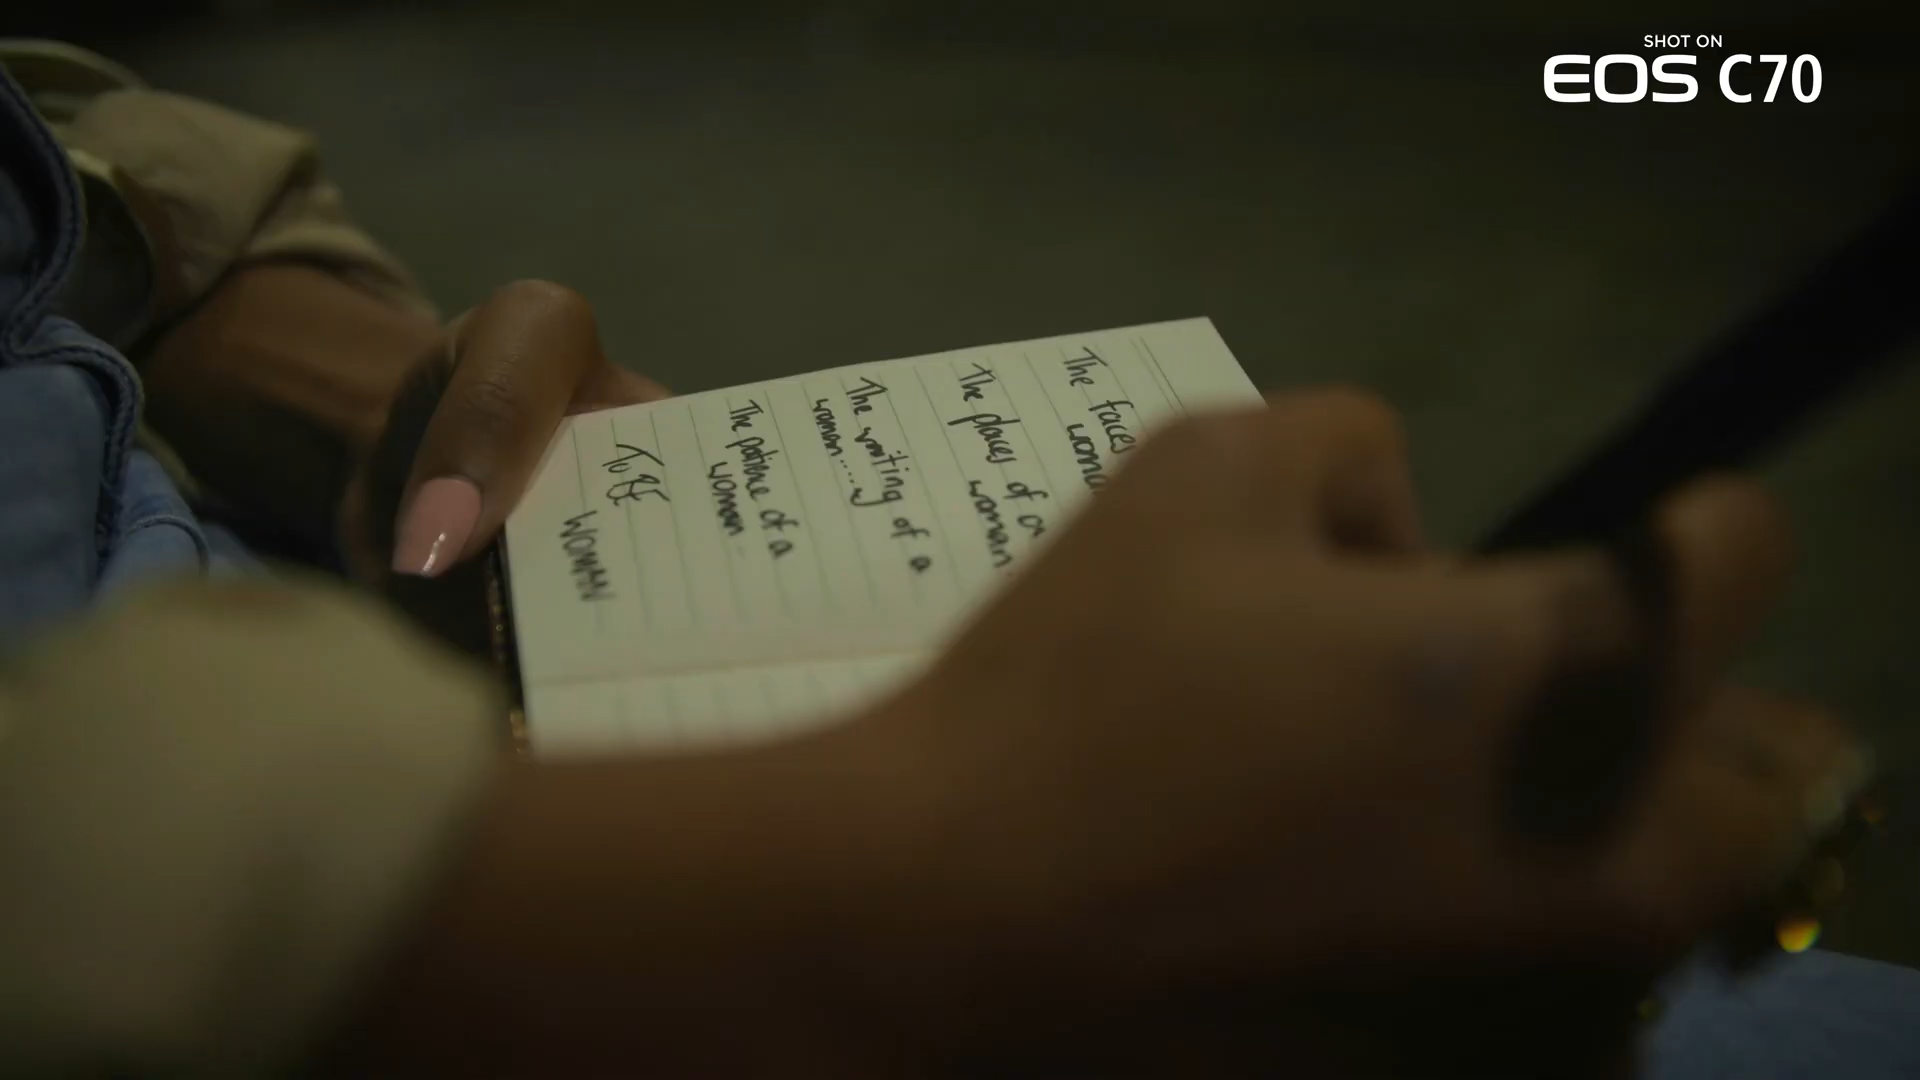 SHOT ON
EOS C70
The faces
The places of a
woman
The writing of a
woman.....
The patience of a
woman
To BE
WOMAN